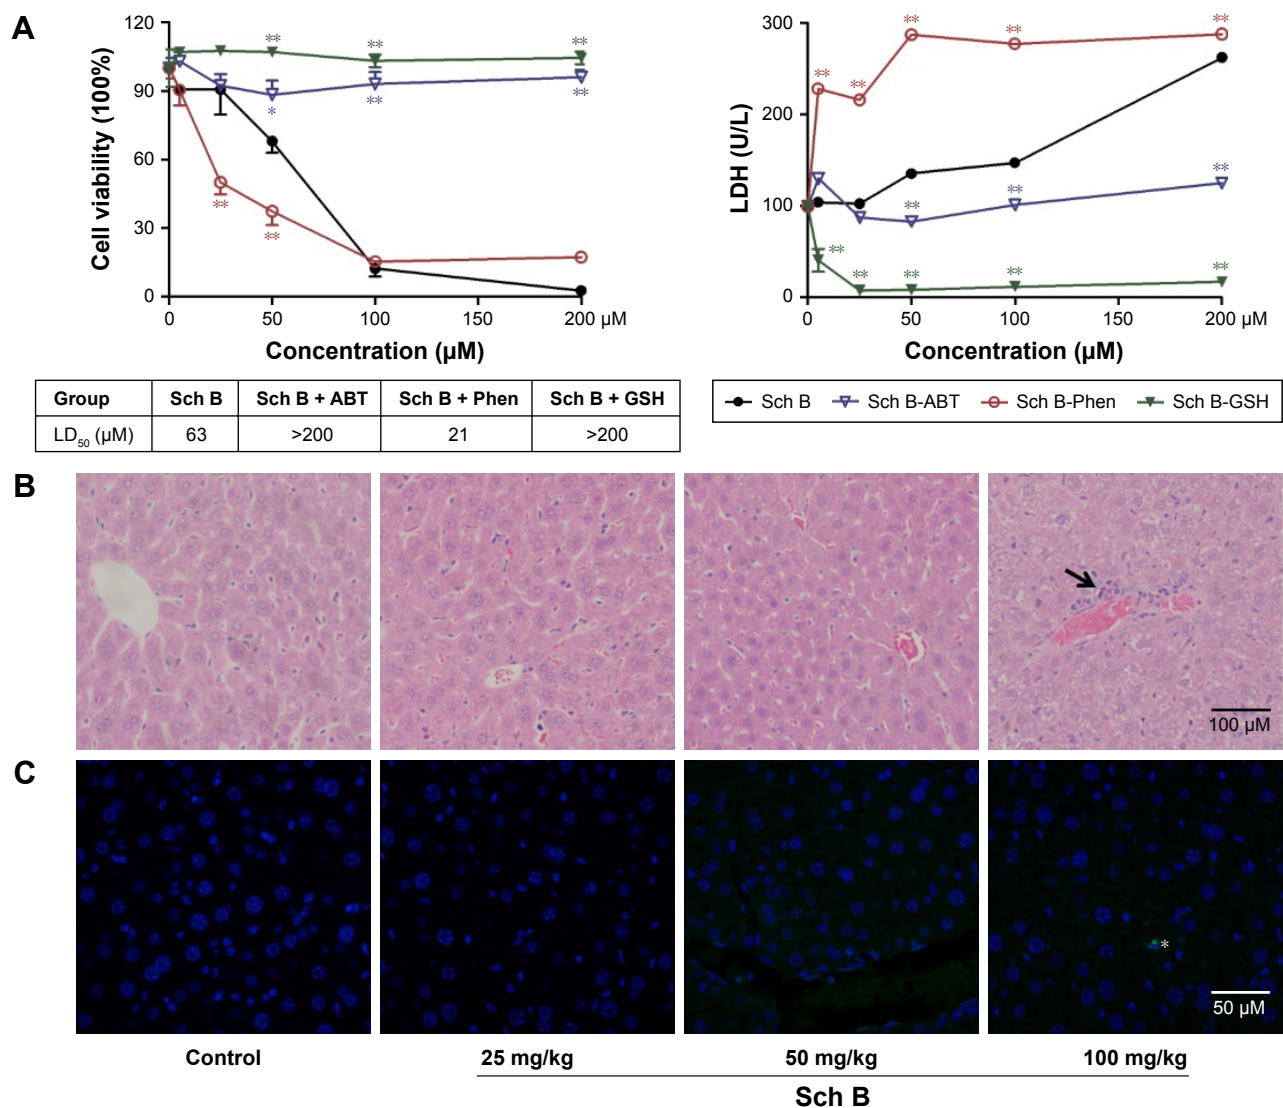 A
120
90
60
30
0
Cell viability (100%)
** ** **
* ** **
**
**
0 50 100 150 200 µM
Concentration (µM)
300
200
100
0
LDH (U/L)
** ** ** ** **
** ** **
** ** ** ** **
0 50 100 150 200 µM
Concentration (µM)
Group Sch B Sch B + ABT Sch B + Phen Sch B + GSH
LD50 (µM) 63 >200 21 >200
Sch B Sch B-ABT Sch B-Phen Sch B-GSH
B
100 µM
C
*
50 µM
Control 25 mg/kg 50 mg/kg 100 mg/kg
Sch B